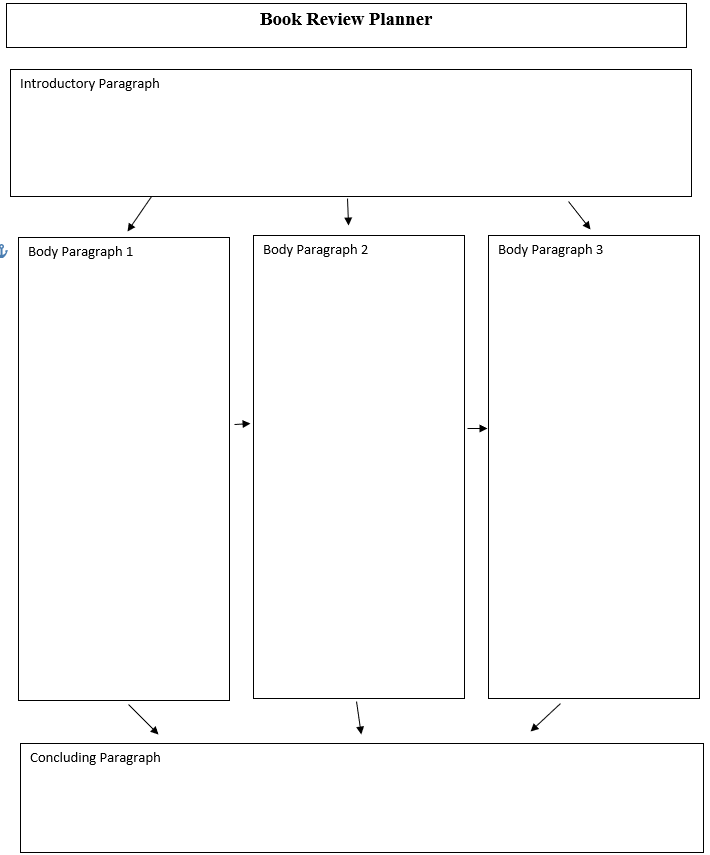 Book Review Planner
Introductory Paragraph
Body Paragraph 1
Body Paragraph 2
Body Paragraph 3
Concluding Paragraph